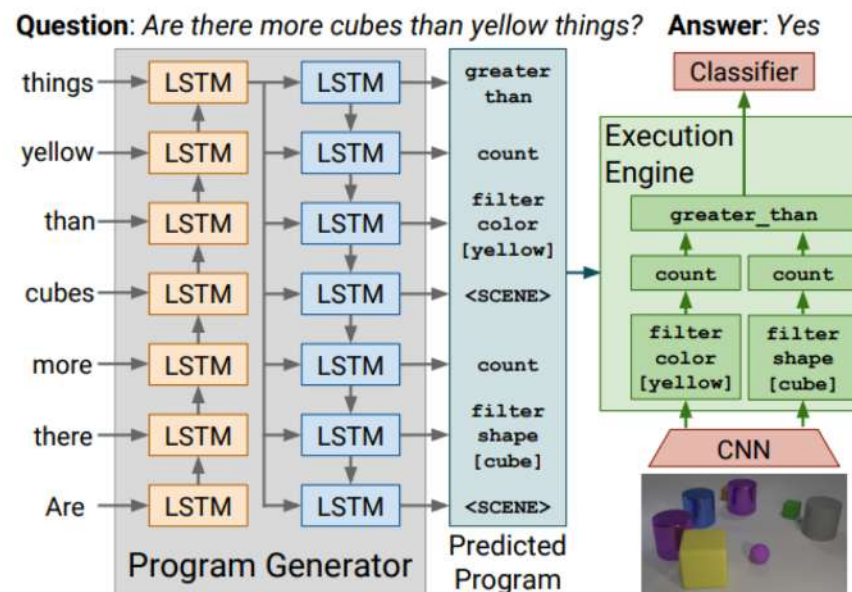 Question: Are there more cubes than yellow things? Answer: Yes
things
LSTM
LSTM
greater
than
yellow
LSTM
LSTM
count
than
LSTM
LSTM
filter
color
[yellow]
cubes
LSTM
LSTM
<SCENE>
more
LSTM
LSTM
count
there
LSTM
LSTM
filter
shape
[cube]
Are
LSTM
LSTM
<SCENE>
Program Generator
Predicted
Program
Classifier
Execution
Engine
greater_than
count
count
filter
color
[yellow]
filter
shape
[cube]
CNN